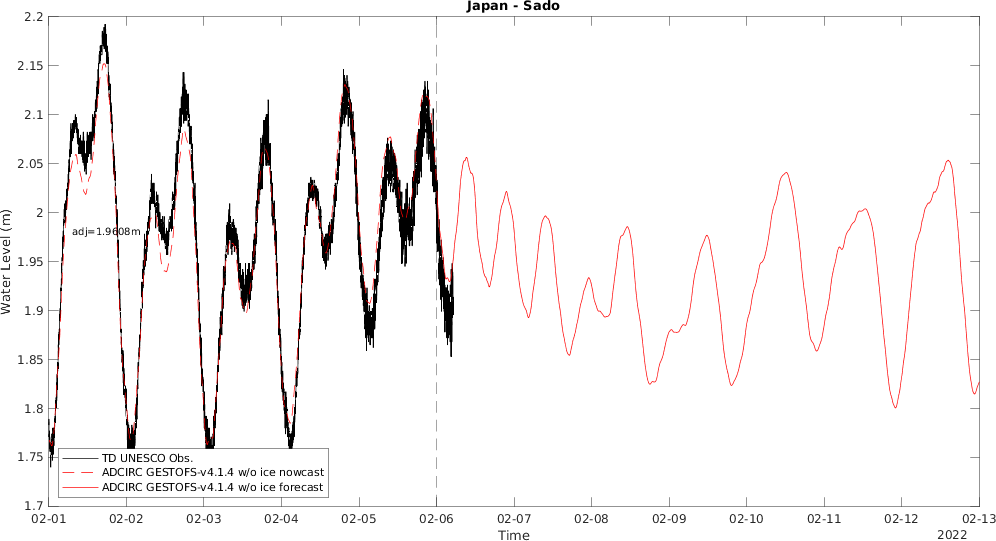 Japan - Sado
2.2
2.15
2.1
2.05
2
1.95
1.9
1.85
1.8
1.75
1.7
Water Level (m)
adj=1.9608m
TD UNESCO Obs.
ADCIRC GESTOFS-v4.1.4 w/o ice nowcast
ADCIRC GESTOFS-v4.1.4 w/o ice forecast
02-01 02-02 02-03 02-04 02-05 02-06 02-07 02-08 02-09 02-10 02-11 02-12 02-13
Time
2022